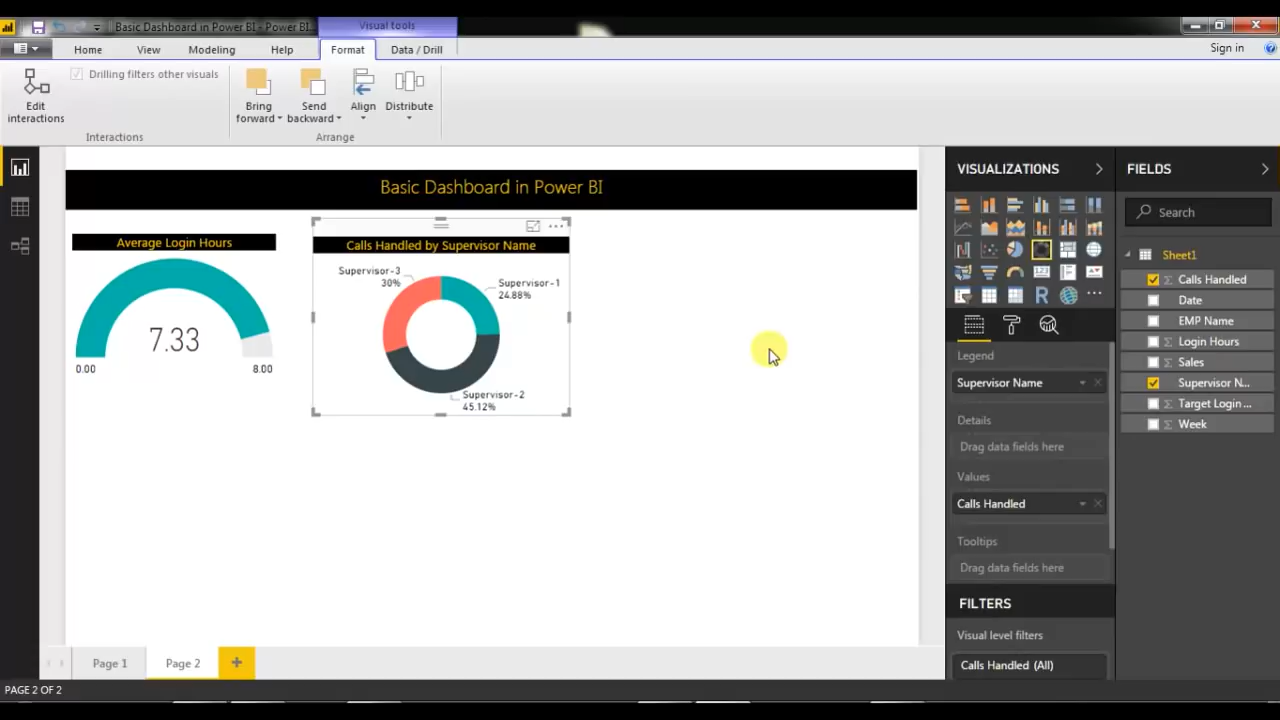 Basic Dashboard in Power BI - Power BI...
Visual tools
Home
View
Modeling
Help
Format
Data / Drill
Sign in
Edit
interactions
Drilling filters other visuals
Interactions
Bring
forward
Send
backward
Align
Distribute
Arrange
Basic Dashboard in Power BI
Average Login Hours
7.33
0.00
8.00
Calls Handled by Supervisor Name
Supervisor-3
30%
Supervisor-1
24.88%
Supervisor-2
45.12%
VISUALIZATIONS
R
Legend
Supervisor Name
Details
Drag data fields here
Values
Calls Handled
Tooltips
Drag data fields here
FILTERS
Visual level filters
Calls Handled (All)
FIELDS
Search
Sheet1
Σ Calls Handled
Date
EMP Name
Σ Login Hours
Σ Sales
Supervisor N...
Σ Target Login ...
Σ Week
Page 1
Page 2
PAGE 2 OF 2